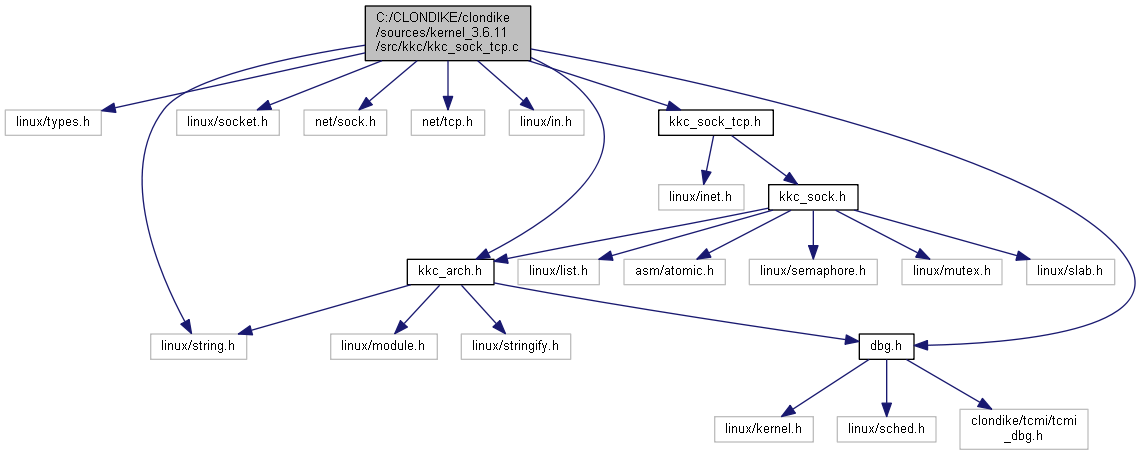 C:/CLONDIKE/clondike
/sources/kernel_3.6.11
/src/kkc/kkc_sock_tcp.c
linux/types.h
linux/socket.h
net/sock.h
net/tcp.h
linux/in.h
kkc_sock_tcp.h
linux/inet.h
kkc_sock.h
kkc_arch.h
linux/list.h
asm/atomic.h
linux/semaphore.h
linux/mutex.h
linux/slab.h
linux/string.h
linux/module.h
linux/stringify.h
dbg.h
linux/kernel.h
linux/sched.h
clondike/tcmi/tcmi
_dbg.h